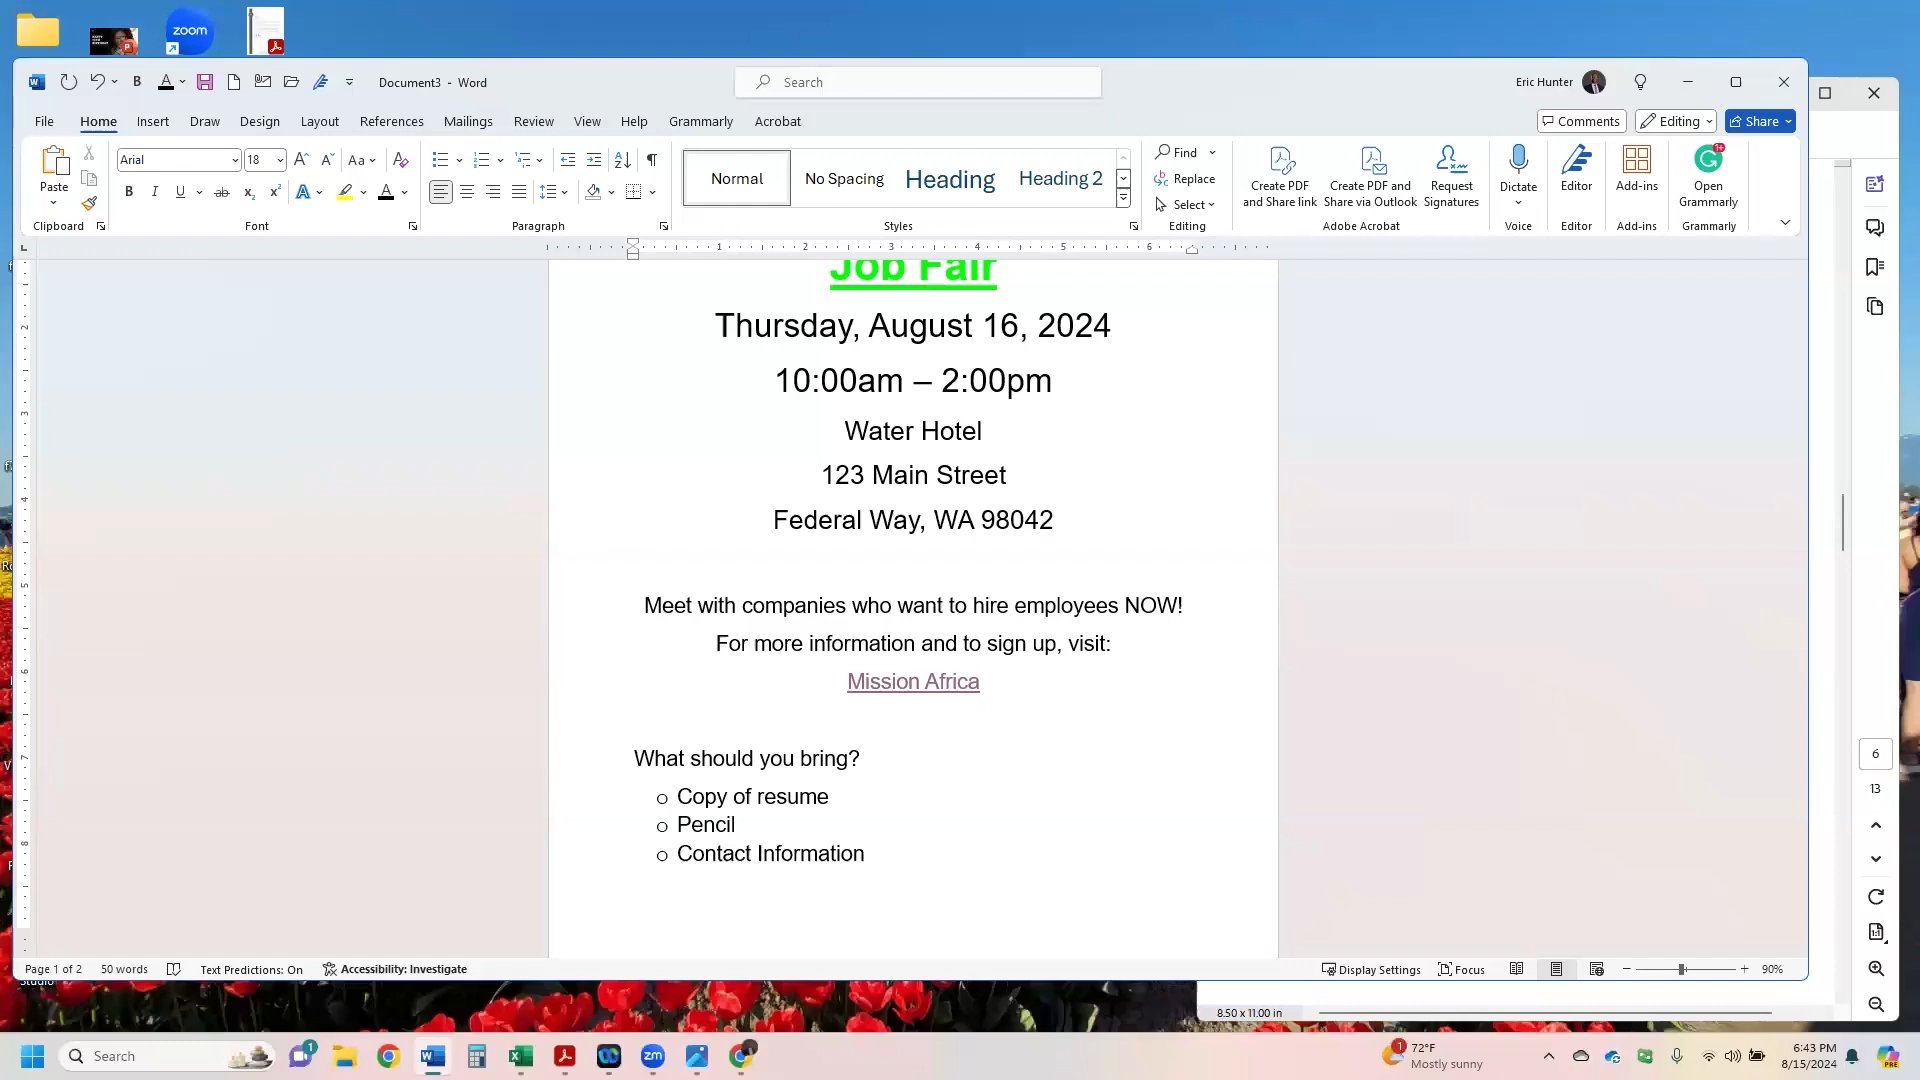 zoom
Document3 - Word
Search
Eric Hunter
File Home Insert Draw Design Layout References Mailings Review View Help Grammarly Acrobat
Comments Editing Share
Paste
Clipboard
Arial 18
Font
Paragraph
Normal No Spacing Heading Heading 2
Styles
Find
Replace
Select
Editing
Create PDF and Share link
Create PDF and Share via Outlook
Request Signatures
Adobe Acrobat
Dictate
Voice
Editor
Editor
Add-ins
Add-ins
Open Grammarly
Grammarly
Job Fair
Thursday, August 16, 2024
10:00am – 2:00pm
Water Hotel
123 Main Street
Federal Way, WA 98042
Meet with companies who want to hire employees NOW!
For more information and to sign up, visit:
Mission Africa
What should you bring?
o Copy of resume
o Pencil
o Contact Information
6
13
Page 1 of 2 50 words Text Predictions: On Accessibility: Investigate
Display Settings Focus 90%
Studio
8.50 x 11.00 in
Search
72°F
Mostly sunny
6:43 PM
8/15/2024